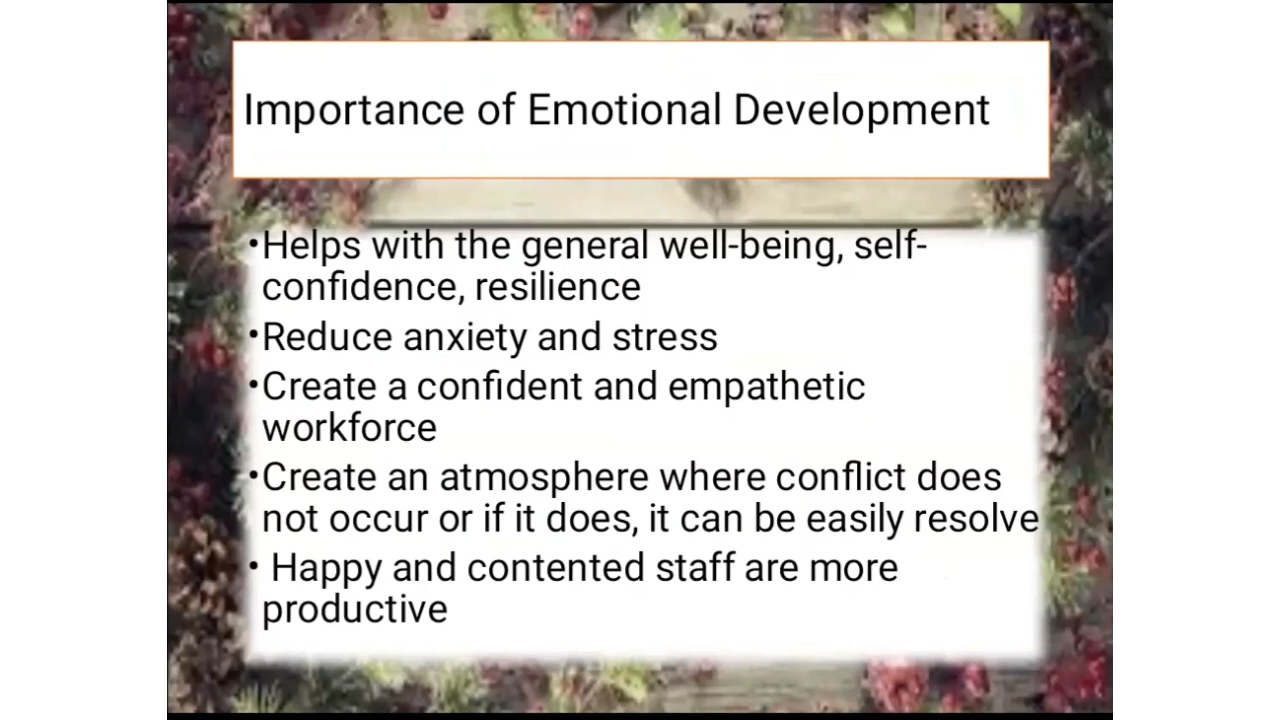 Importance of Emotional Development
•Helps with the general well-being, self-
confidence, resilience
•Reduce anxiety and stress
•Create a confident and empathetic
workforce
•Create an atmosphere where conflict does
not occur or if it does, it can be easily resolve
• Happy and contented staff are more
productive